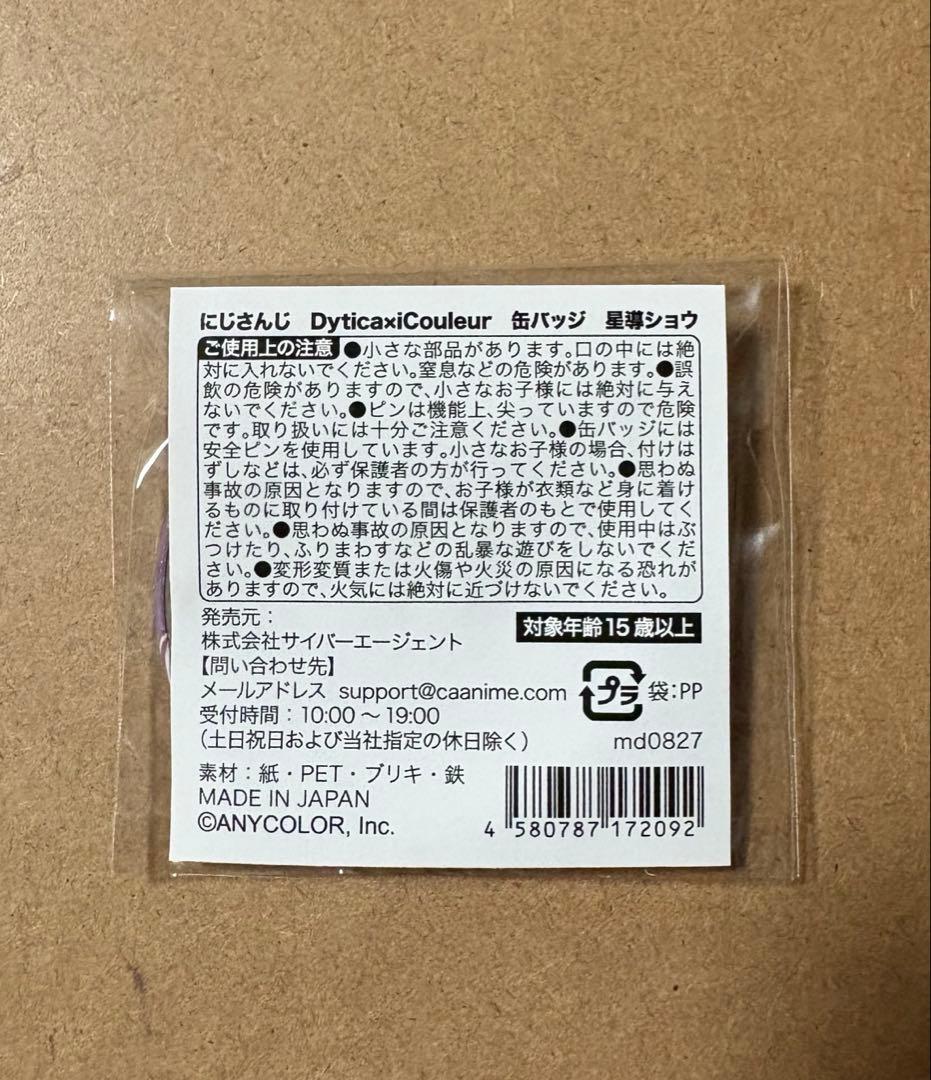 にじさんじ Dytica×iCouleur 缶バッジ 星導ショウ
ご使用上の注意 ●小さな部品があります。口の中には絶
対に入れないでください。窒息などの危険があります。●誤
飲の危険がありますので、小さなお子様には絶対に与え
ないでください。●ピンは機能上、尖っていますので危険
です。取り扱いには十分ご注意ください。●缶バッジには
安全ピンを使用しています。小さなお子様の場合、付けは
ずしなどは、必ず保護者の方が行ってください。●思わぬ
事故の原因となりますので、お子様が衣類など身に着け
るものに取り付けている間は保護者のもとで使用してく
ださい。●思わぬ事故の原因となりますので、使用中はぶ
つけたり、ふりまわすなどの乱暴な遊びをしないでくだ
さい。●変形変質または火傷や火災の原因になる恐れが
ありますので、火気には絶対に近づけないでください。
発売元：
株式会社サイバーエージェント
対象年齢15歳以上
【問い合わせ先】
メールアドレス support@caanime.com
プラ 袋:PP
受付時間：10:00～19:00
（土日祝日および当社指定の休日除く）
md0827
素材：紙・PET・ブリキ・鉄
MADE IN JAPAN
©ANYCOLOR, Inc.
4 580787 172092